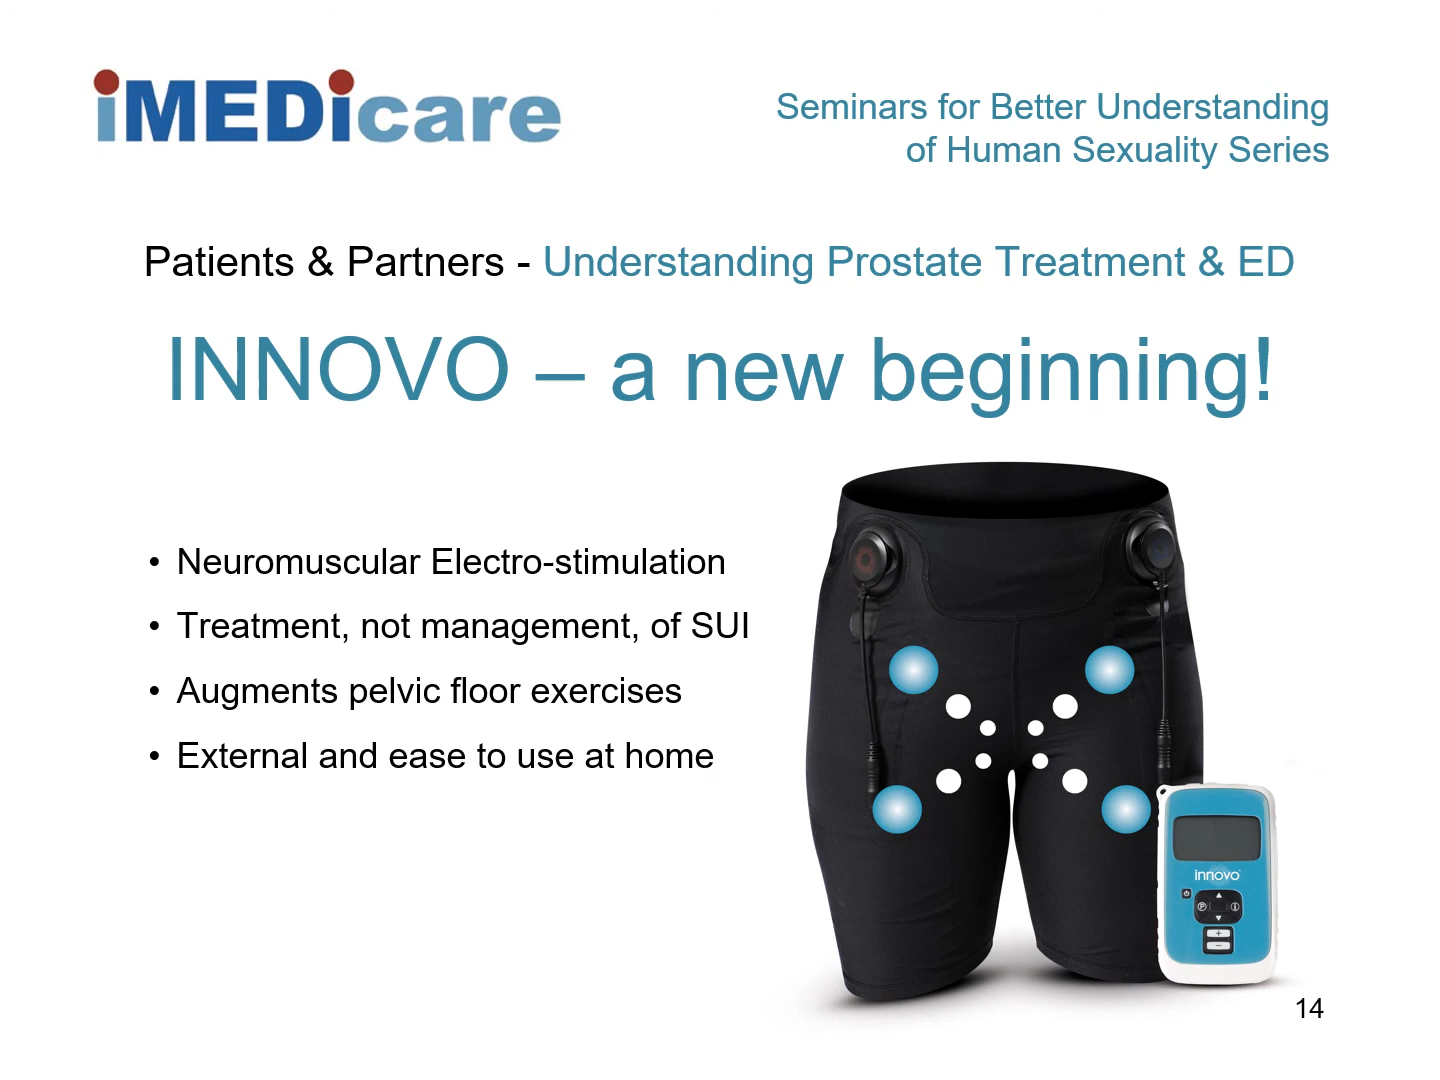 iMEDicare
Seminars for Better Understanding
of Human Sexuality Series
Patients & Partners - Understanding Prostate Treatment & ED
INNOVO – a new beginning!
• Neuromuscular Electro-stimulation
• Treatment, not management, of SUI
• Augments pelvic floor exercises
• External and ease to use at home
innovo
P
i
+
−
14